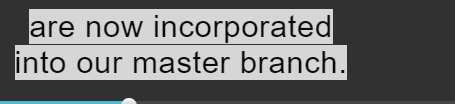 are now incorporated
into our master branch.